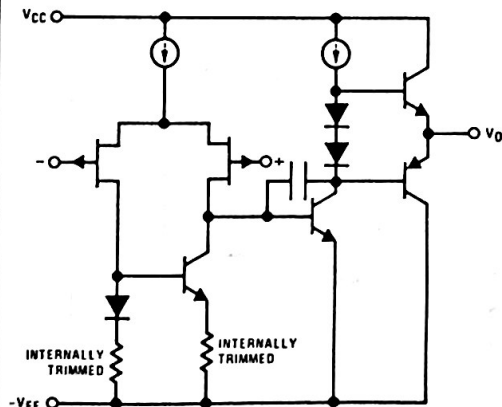 VCC
- +
VO
INTERNALLY
TRIMMED
INTERNALLY
TRIMMED
-VEE